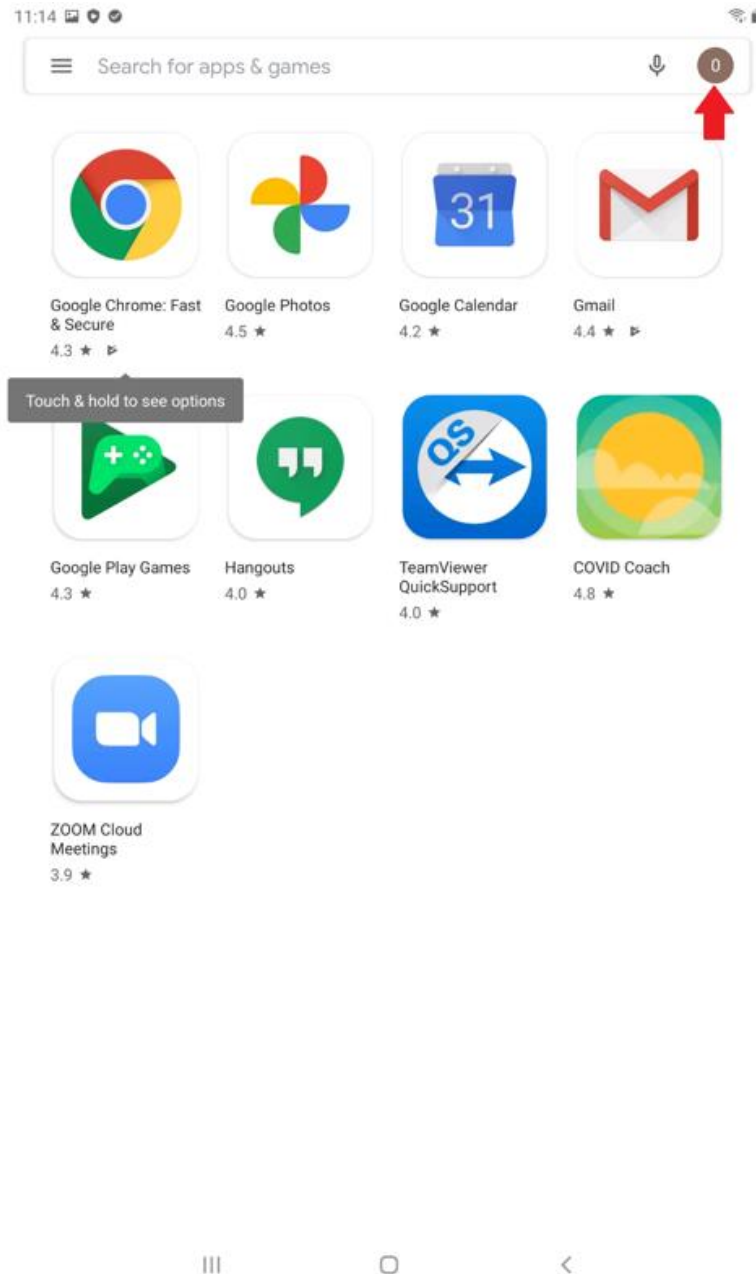 11:14
Search for apps & games
0
31
Google Chrome: Fast
& Secure
4.3 ★
Google Photos
4.5 ★
Google Calendar
4.2 ★
Gmail
4.4 ★
Touch & hold to see options
Google Play Games
4.3 ★
Hangouts
4.0 ★
QS
TeamViewer
QuickSupport
4.0 ★
COVID Coach
4.8 ★
ZOOM Cloud
Meetings
3.9 ★